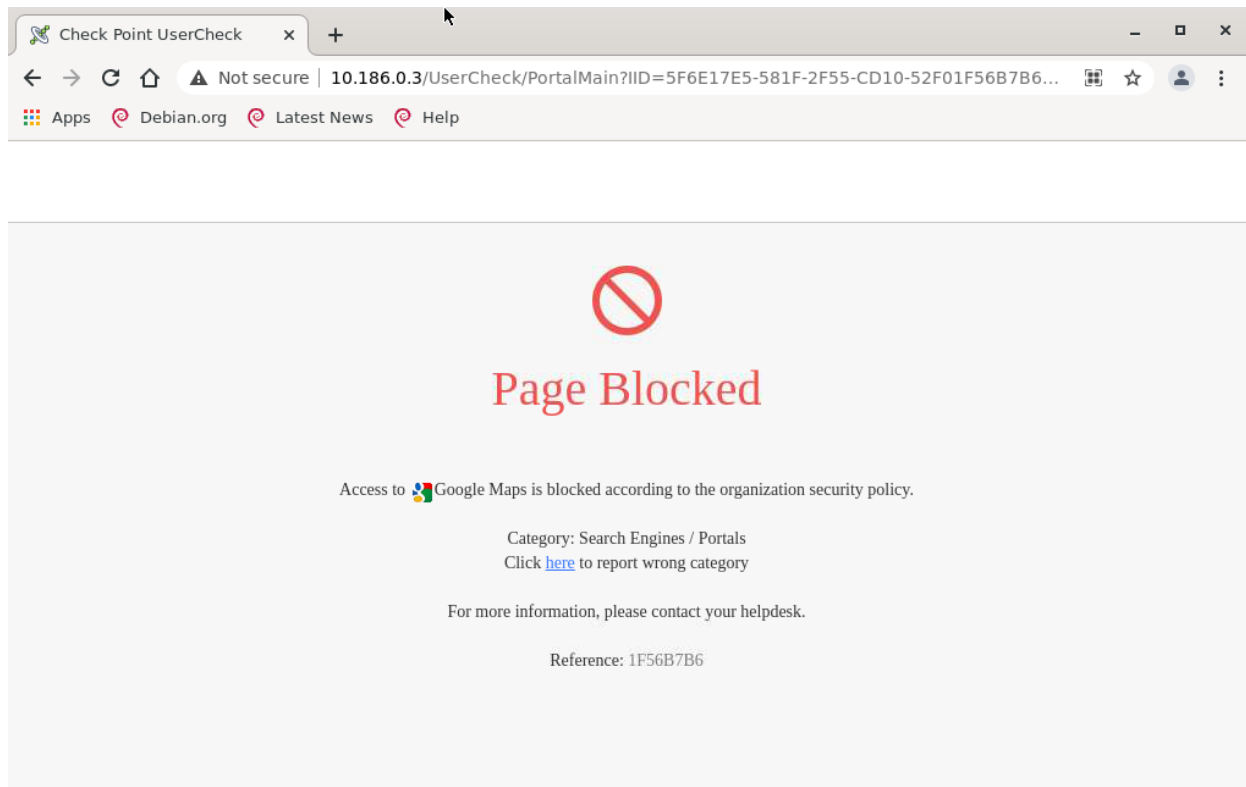 Check Point UserCheck
Not secure 10.186.0.3/UserCheck/PortalMain?IID=5F6E17E5-581F-2F55-CD10-52F01F56B7B6...
Apps Debian.org Latest News Help
Page Blocked
Access to Google Maps is blocked according to the organization security policy.
Category: Search Engines / Portals
Click here to report wrong category
For more information, please contact your helpdesk.
Reference: 1F56B7B6